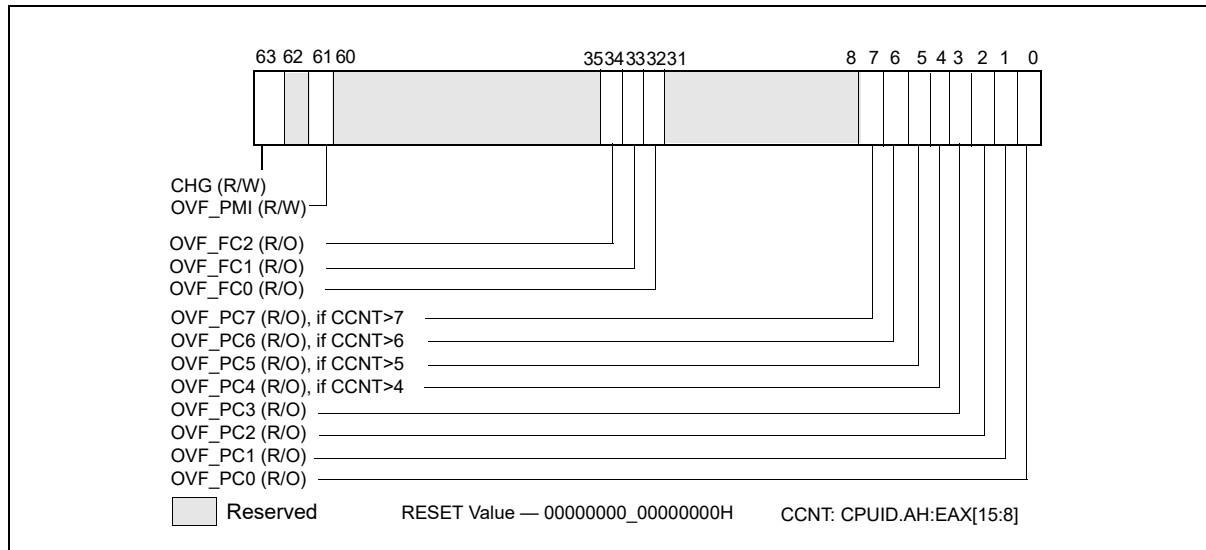 63 62 61 60 35 34 33 32 31 8 7 6 5 4 3 2 1 0
CHG (R/W)
OVF_PMI (R/W)
OVF_FC2 (R/O)
OVF_FC1 (R/O)
OVF_FC0 (R/O)
OVF_PC7 (R/O), if CCNT>7
OVF_PC6 (R/O), if CCNT>6
OVF_PC5 (R/O), if CCNT>5
OVF_PC4 (R/O), if CCNT>4
OVF_PC3 (R/O)
OVF_PC2 (R/O)
OVF_PC1 (R/O)
OVF_PC0 (R/O)
Reserved RESET Value — 00000000_00000000H CCNT: CPUID.AH:EAX[15:8]